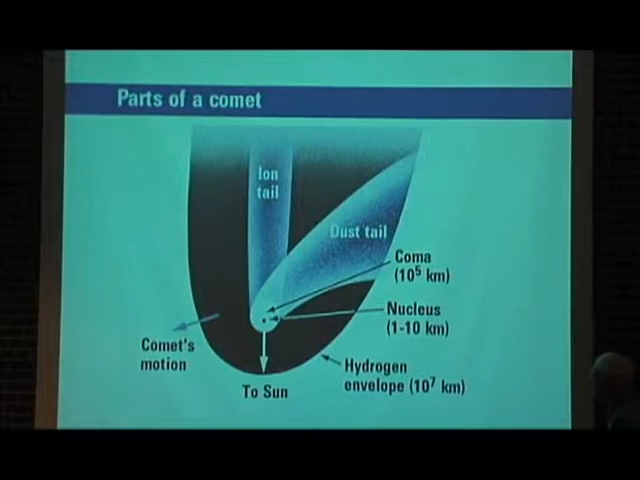 Parts of a comet
Ion
tail
Dust tail
Coma
(10⁵ km)
Nucleus
(1-10 km)
Comet's
motion
Hydrogen
envelope (10⁷ km)
To Sun